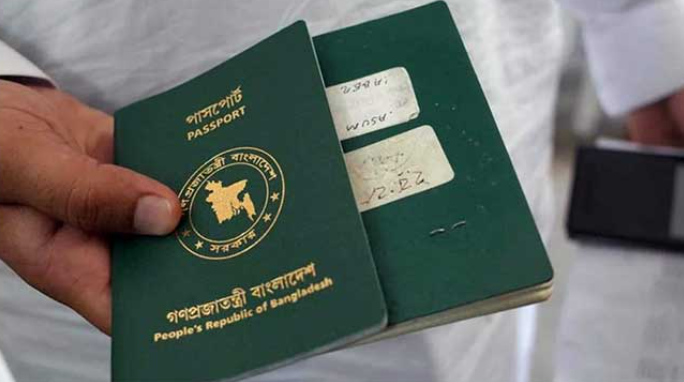 পাসপোর্ট
PASSPORT
গণপ্রজাতন্ত্রী বাংলাদেশ
সরকার
গণপ্রজাতন্ত্রী বাংলাদেশ
People's Republic of Bangladesh